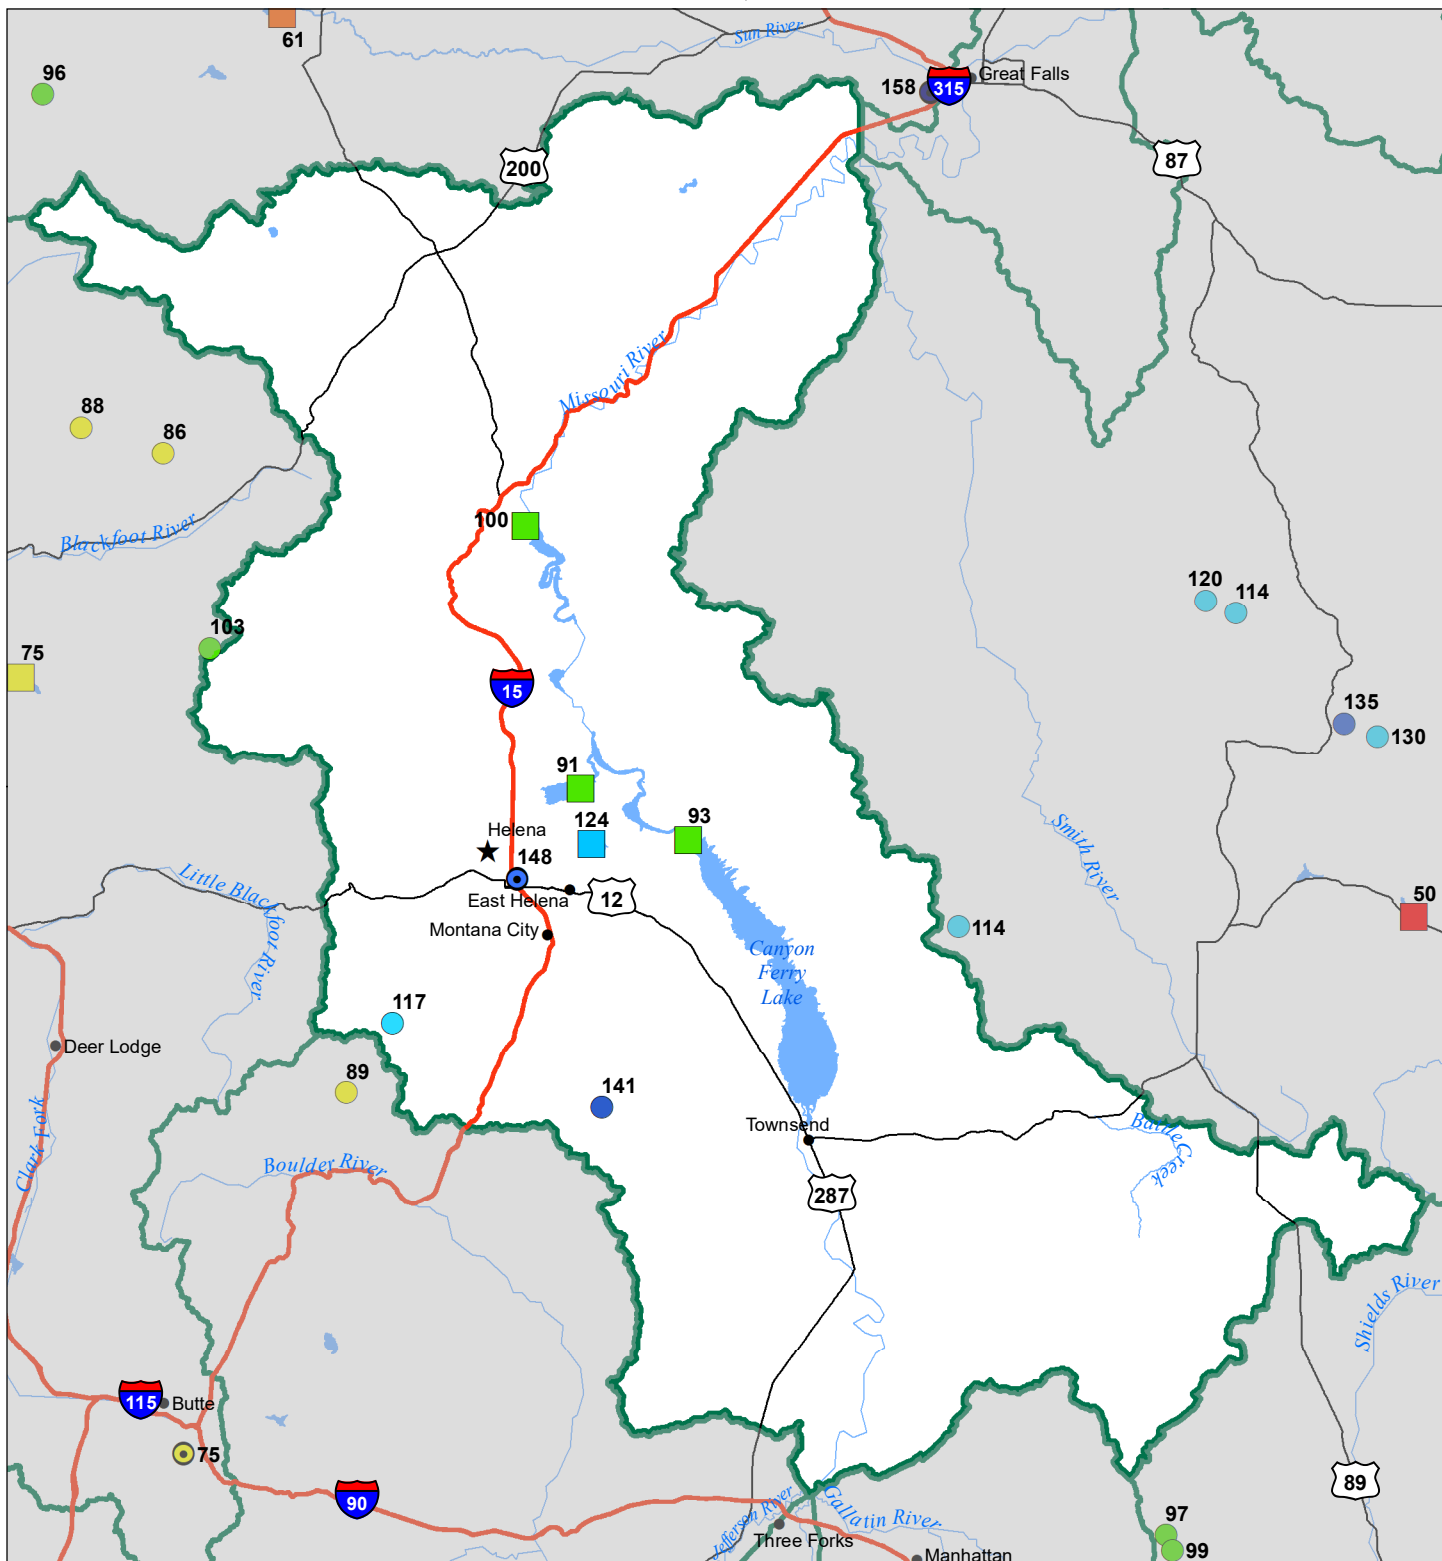 61
Sun River
96
158
315
Great Falls
200
87
Missouri River
88
86
100
Blackfoot River
120
114
103
75
15
135
130
91
93
124
Helena
148
Smith River
Little Blackfoot River
East Helena
12
50
Montana City
114
Canyon
Ferry
Lake
117
Deer Lodge
89
141
Clark Fork
Townsend
Battle Creek
Boulder River
287
Shields River
115
Butte
75
90
89
Jefferson River
Gallatin River
97
Three Forks
99
Manhattan